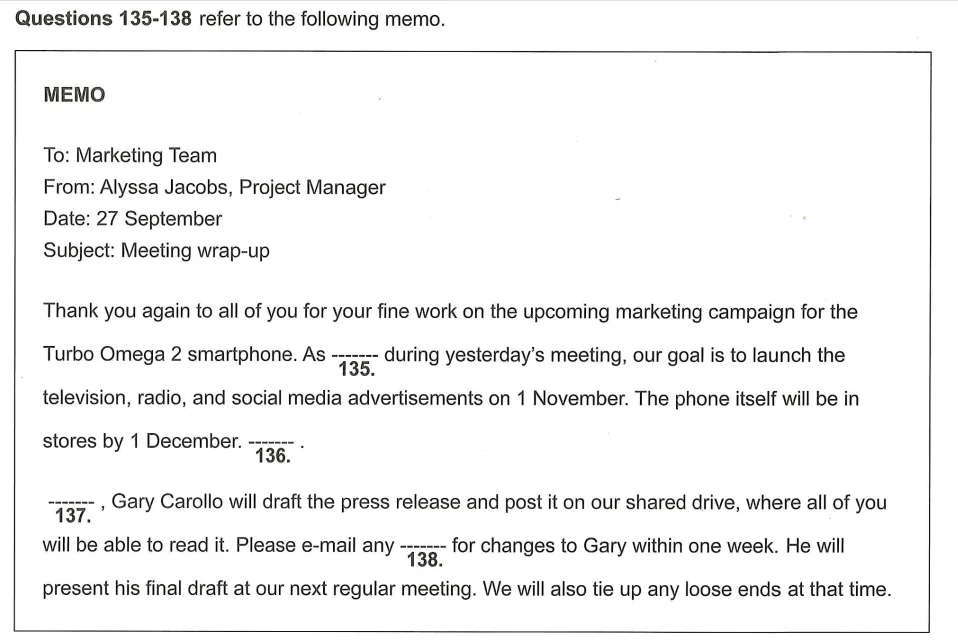 Questions 135-138 refer to the following memo.
MEMO
To: Marketing Team
From: Alyssa Jacobs, Project Manager
Date: 27 September
Subject: Meeting wrap-up
Thank you again to all of you for your fine work on the upcoming marketing campaign for the
Turbo Omega 2 smartphone. As ------- during yesterday's meeting, our goal is to launch the
135.
television, radio, and social media advertisements on 1 November. The phone itself will be in
stores by 1 December. ------- .
136.
------- , Gary Carollo will draft the press release and post it on our shared drive, where all of you
137.
will be able to read it. Please e-mail any ------- for changes to Gary within one week. He will
138.
present his final draft at our next regular meeting. We will also tie up any loose ends at that time.